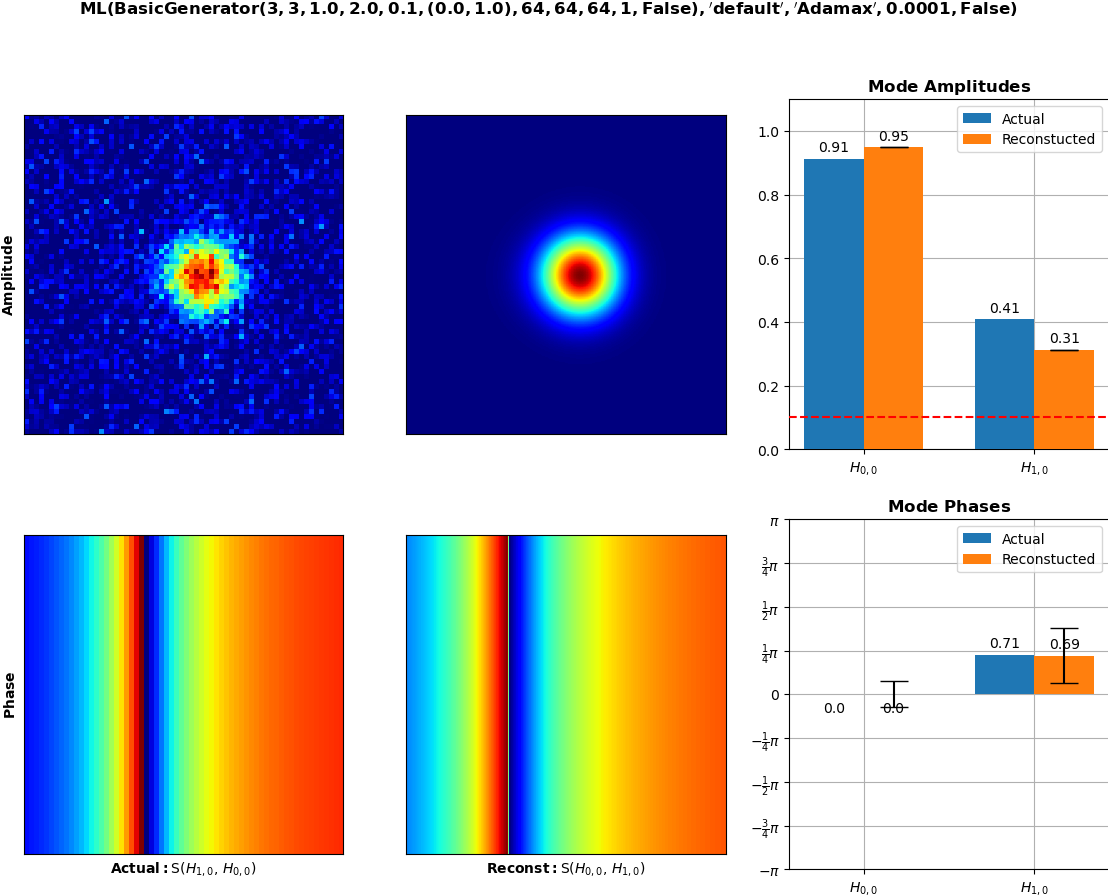 ML(BasicGenerator(3, 3, 1.0, 2.0, 0.1, (0.0, 1.0), 64, 64, 64, 1, False), ′default′, ′Adamax′, 0.0001, False)
Amplitude
Mode Amplitudes
Actual
Reconstucted
1.0
0.8
0.6
0.4
0.2
0.0
0.91
0.95
0.41
0.31
H0, 0
H1, 0
Phase
Actual: S(H1, 0, H0, 0)
Reconst: S(H0, 0, H1, 0)
Mode Phases
Actual
Reconstucted
π
3/4π
1/2π
1/4π
0
−1/4π
−1/2π
−3/4π
−π
0.0
0.0
0.71
0.69
H0, 0
H1, 0